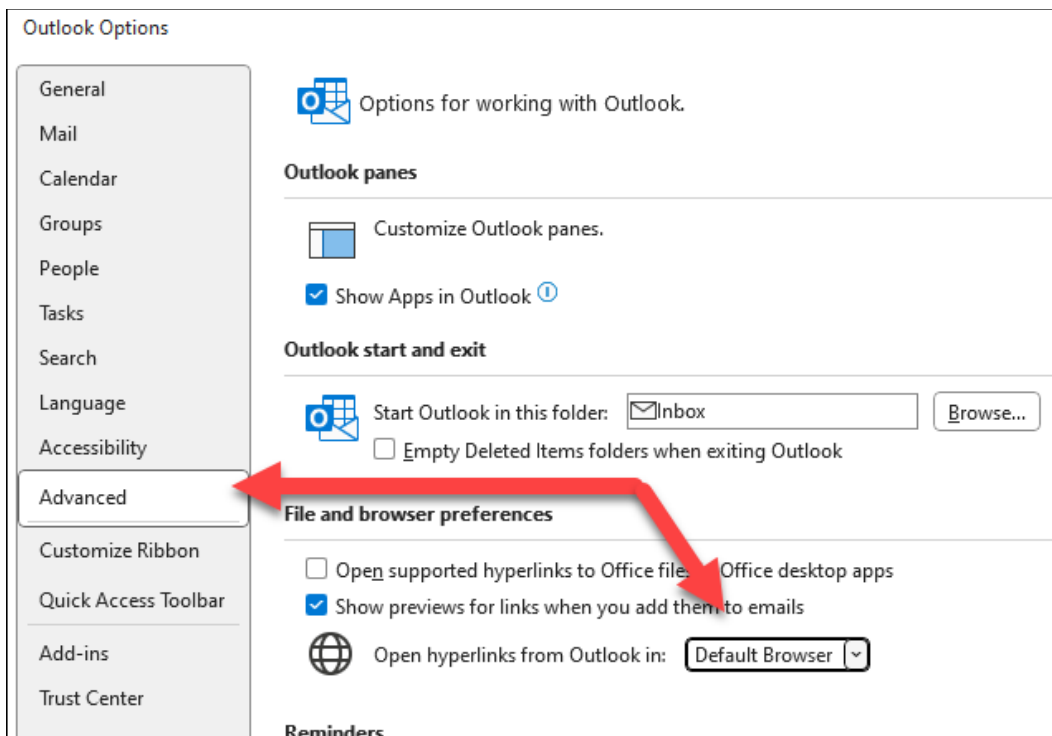 Outlook Options
General
Mail
Calendar
Groups
People
Tasks
Search
Language
Accessibility
Advanced
Customize Ribbon
Quick Access Toolbar
Add-ins
Trust Center
Options for working with Outlook.
Outlook panes
Customize Outlook panes.
Show Apps in Outlook
Outlook start and exit
Start Outlook in this folder: Inbox Browse...
Empty Deleted Items folders when exiting Outlook
File and browser preferences
Open supported hyperlinks to Office files Office desktop apps
Show previews for links when you add them to emails
Open hyperlinks from Outlook in: Default Browser
Reminders